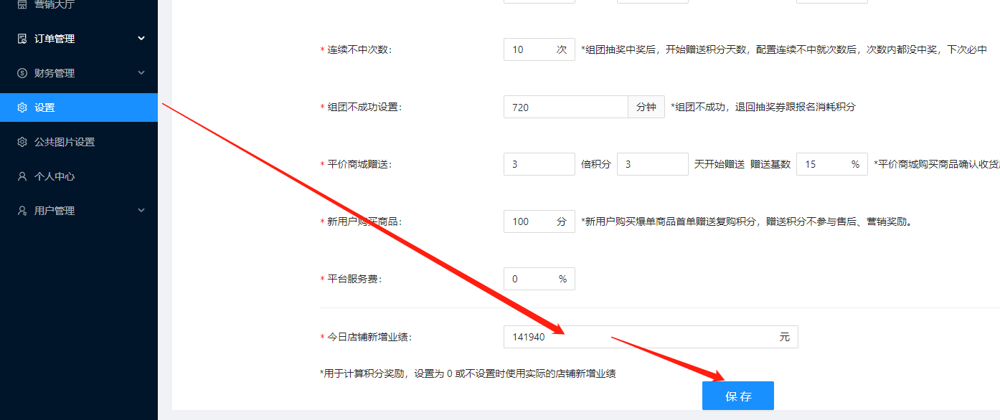 营销大厅
订单管理
财务管理
设置
公共图片设置
个人中心
用户管理
* 连续不中次数: 10 次 *组团抽奖中奖后，开始赠送积分天数，配置连续不中就次数后，次数内都没中奖，下次必中
* 组团不成功设置: 720 分钟 *组团不成功，退回抽奖券跟报名消耗积分
* 平价商城赠送: 3 倍积分 3 天开始赠送 赠送基数 15 % *平价商城购买商品确认收货
* 新用户购买商品: 100 分 *新用户购买爆单商品首单赠送复购积分，赠送积分不参与售后、营销奖励。
* 平台服务费: 0 %
* 今日店铺新增业绩: 141940 元
*用于计算积分奖励，设置为 0 或不设置时使用实际的店铺新增业绩
保 存